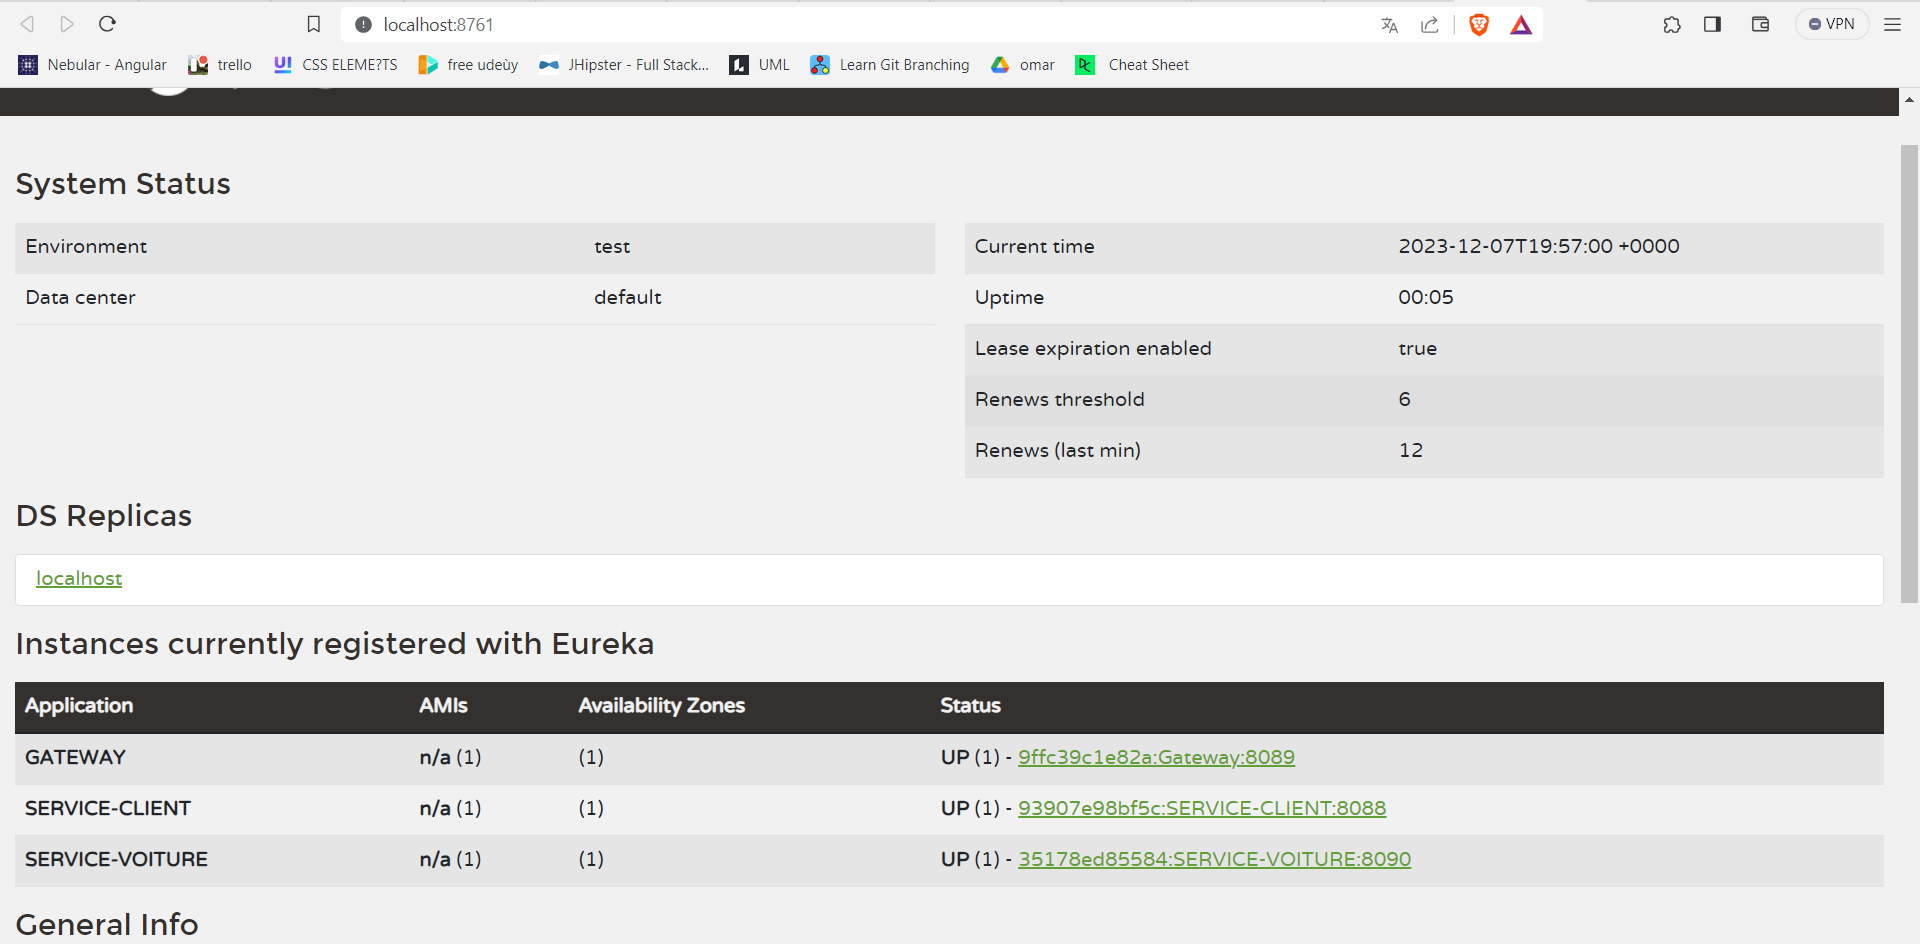 localhost:8761
VPN
Nebular - Angular trello CSS ELEME?TS free udeùy JHipster - Full Stack... UML Learn Git Branching omar Cheat Sheet
System Status
Environment test
Data center default
Current time 2023-12-07T19:57:00 +0000
Uptime 00:05
Lease expiration enabled true
Renews threshold 6
Renews (last min) 12
DS Replicas
localhost
Instances currently registered with Eureka
Application AMIs Availability Zones Status
GATEWAY n/a (1) (1) UP (1) - 9ffc39c1e82a:Gateway:8089
SERVICE-CLIENT n/a (1) (1) UP (1) - 93907e98bf5c:SERVICE-CLIENT:8088
SERVICE-VOITURE n/a (1) (1) UP (1) - 35178ed85584:SERVICE-VOITURE:8090
General Info